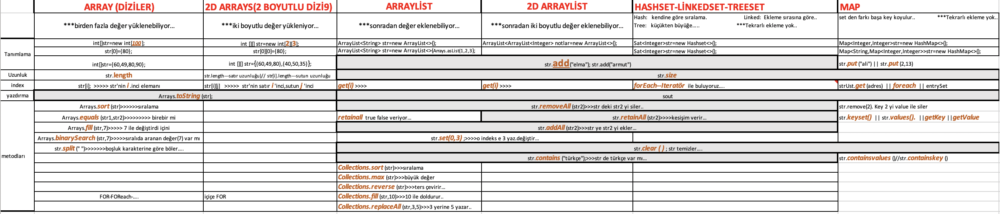 ARRAY (DİZİLER) 2D ARRAYS(2 BOYUTLU DİZİ9) ARRAYLİST 2D ARRAYLİST HASHSET-LİNKEDSET-TREESET MAP
***birden fazla değer yüklenebiliyor... ***iki boyutlu değer yükleniyor... ***sonradan değer eklenebiliyor... ***sonradan iki boyutlu değer eklenebiliyor... Hash: kendine göre sıralama. Linked: Ekleme sırasına göre.. set den farkı başa key koyulur.. ***Tekrarlı ekleme yok..
Tree: küçükten büyüğe..... ***Tekrarlı ekleme yok..
Tanımlama
int[]str=new int[100]; int [][] str=new int[2][3]; ArrayList<String> str=new ArrayList<>(); ArrayList<ArrayList<Integer> notlar=new ArrayList<>(); Sat<Integer>str=new Hashset<>(); Map<Integer,Integer>str=new HashMap<>();
str[0]={80}; str[0][0]={80}; ArrayList<String> str=new ArrayList<>(Arrays.asList(1,2,3); Sat<Integer>str=new Hashset<>(); Map<String,Map<Integer,Integer>>str=new HashMap<>();
int[]str={60,49,80,90}; int [][] str={{60,49,80},{40,50,35}}; str.add("elma"); str.add("armut") str.put ("ali") || str.put (2,13)
Uzunluk str.length str.length---satır uzunluğu)// str[i].length---sutun uzunluğu str.size
index str[i]; >>>>> str'nin i .inci elemanı str[i][j] >>>>> str'nin satır i 'inci,sutun j 'inci get(i) >>>> get(i) >>>> forEach--Iteratör ile buluyoruz.... strUst.get (adres) || foreach || entrySet
yazdırma Arrays.toString (str); sout
metodları
Arrays.sort (str)>>>>>>sıralama str.removeAll (str2)>>>str deki str2 yi siler.. str.remove(2). Key 2 yi value ile siler
Arrays.equals (str1,str2)>>>>>>>>> birebir mi retainall true false veriyor... str.retainAll (str2)>>>>kesişim verir... str.keyset() || str.values(). ||getKey ||getValue
Arrays.fill (str,7)>>>>> 7 ile değiştirdi içini str.addAll (str2)>>>str ye str2 yi ekler...
Arrays.binarySearch (str,7)>>>>>sıralıda aranan değer(7) var mı str.set(0,3) ;>>>>o indeks e 3 yaz.değiştir...
str.split (" ")>>>>>>>boşluk karakterine göre böler.... str.clear ( ) ; str temizler....
str.contains ("türkçe");>>>str de türkçe var mı... str.containsvalues ()//str.containskey ()
Collections.sort (str)>>>sıralama
Collections.max (str)>>>büyük değer
Collections.reverse (str)>>>ters çevirir...
FOR-FOReach-.... içiçe FOR Collections.fill (str,10)>>>10 ile doldurur..
Collections.replaceAll (str,3,5)>>>3 yerine 5 yazar..